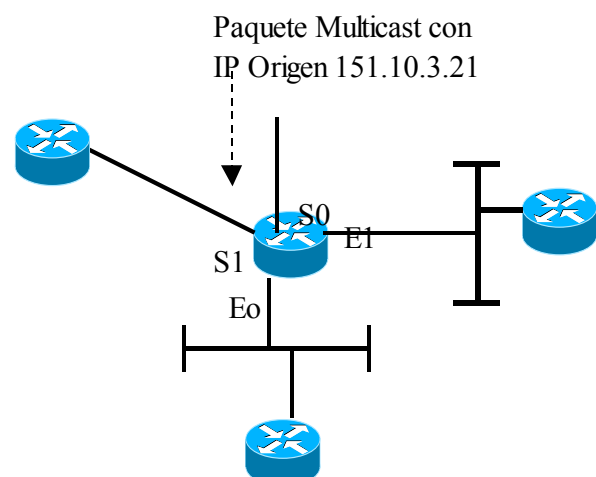 Paquete Multicast con
IP Origen 151.10.3.21
S0
E1
S1
Eo